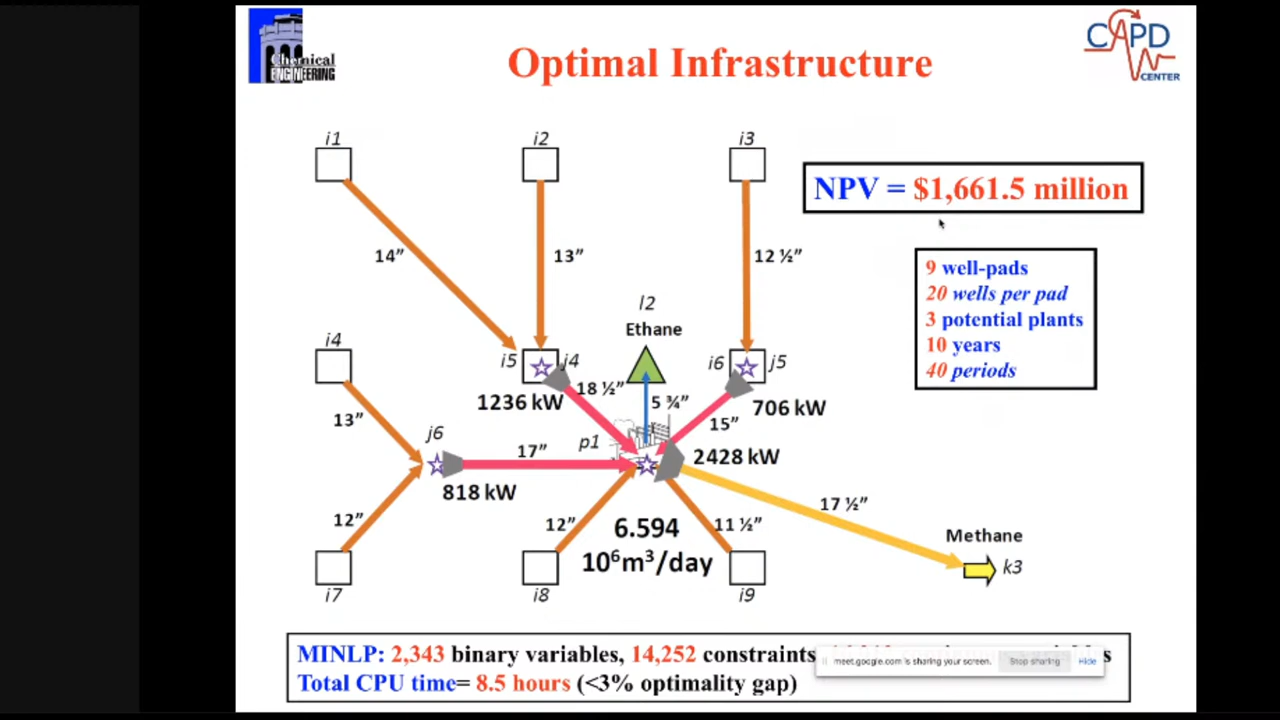 Chemical
ENGINEERING
Optimal Infrastructure
CAPD
CENTER
i1
i2
i3
NPV = $1,661.5 million
14”
13”
12 ½”
9 well-pads
20 wells per pad
3 potential plants
10 years
40 periods
l2
Ethane
i4
i5
j4
i6
j5
18 ½”
1236 kW
5 ¾”
706 kW
13”
15”
j6
17”
p1
2428 kW
818 kW
17 ½”
12”
12”
6.594
11 ½”
10⁶m³/day
Methane
k3
i7
i8
i9
MINLP: 2,343 binary variables, 14,252 constraints
meet.google.com is sharing your screen.
Stop sharing
Hide
Total CPU time= 8.5 hours (<3% optimality gap)